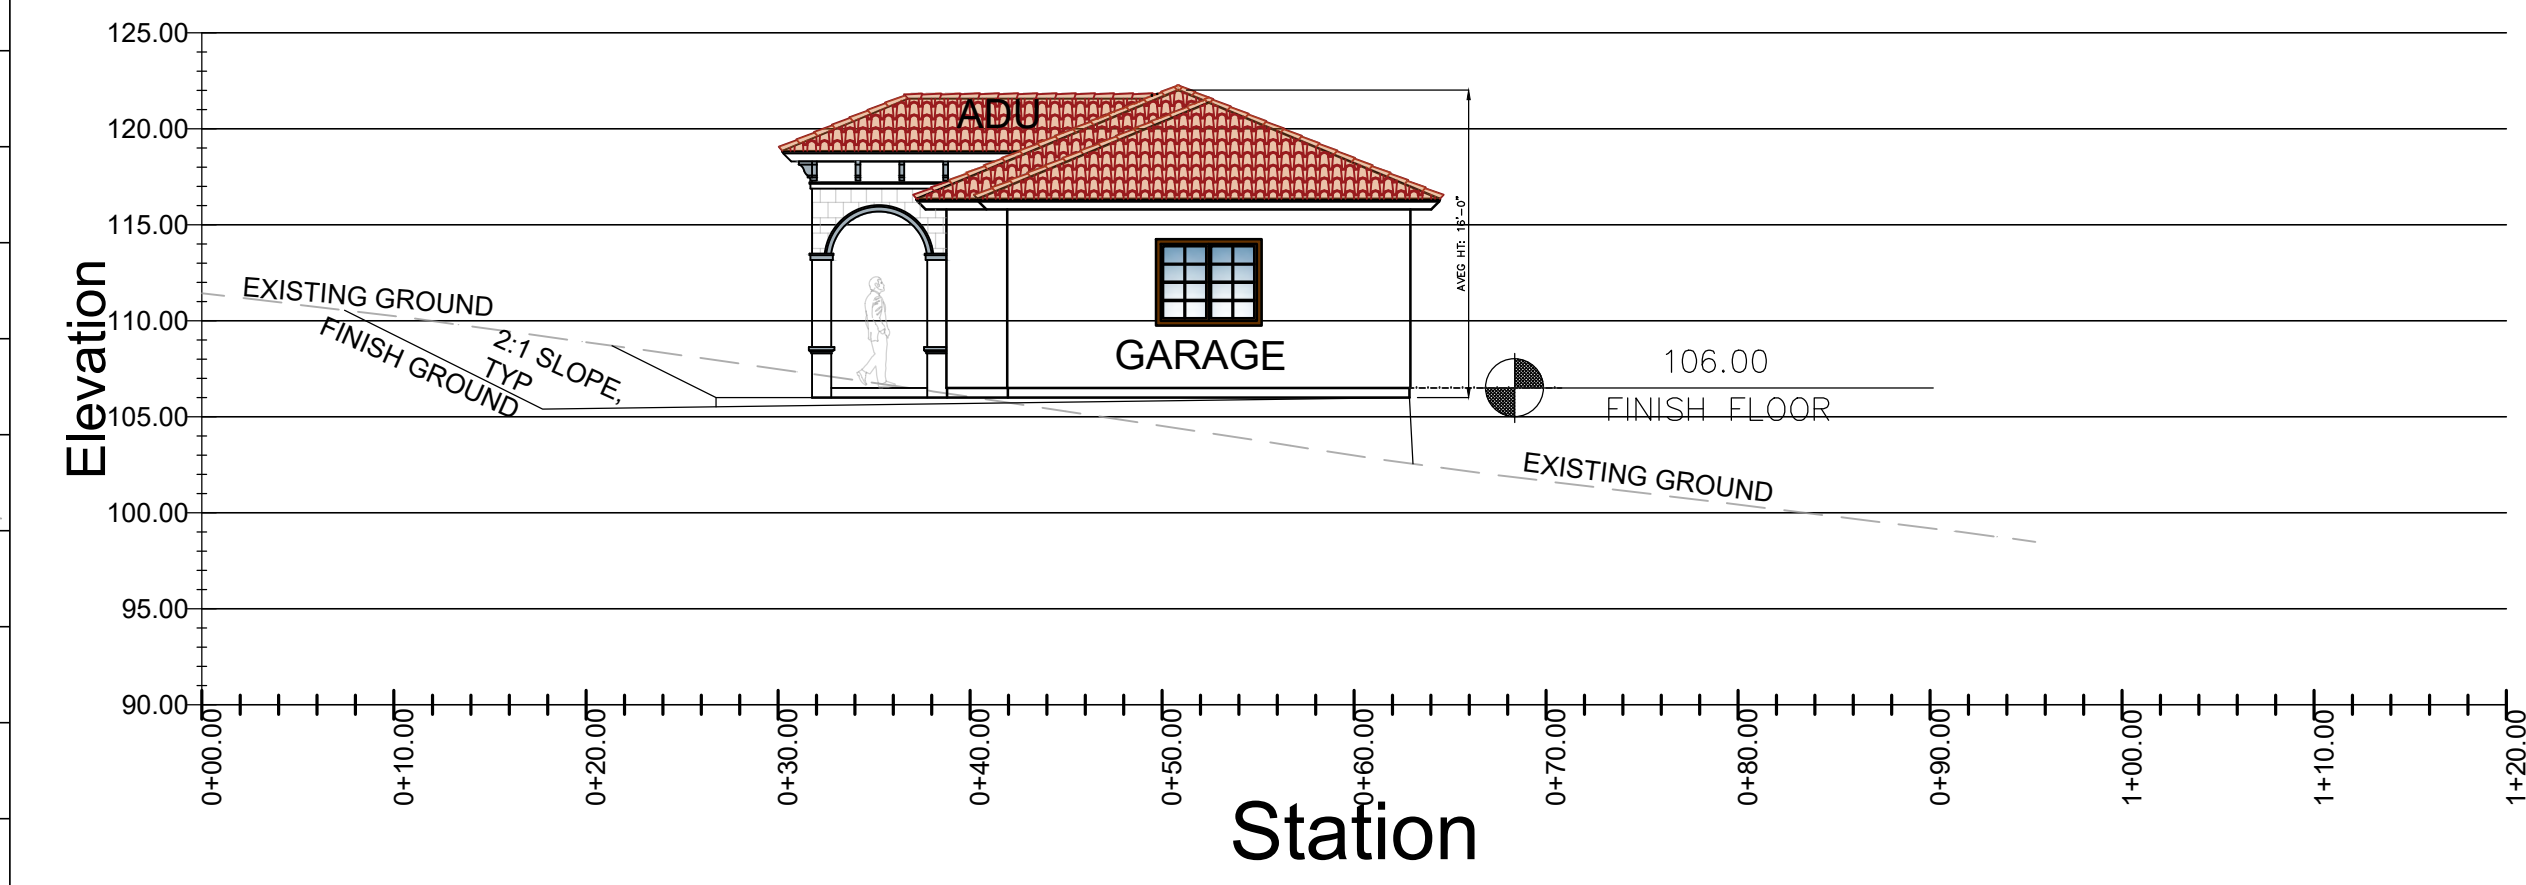 125.00
120.00
115.00
110.00
105.00
100.00
95.00
90.00
Elevation
ADU
GARAGE
AVEG HT: 16'-0"
EXISTING GROUND
FINISH GROUND
2:1 SLOPE,
TYP
106.00
FINISH FLOOR
EXISTING GROUND
0+00.00
0+10.00
0+20.00
0+30.00
0+40.00
0+50.00
0+60.00
0+70.00
0+80.00
0+90.00
1+00.00
1+10.00
1+20.00
Station